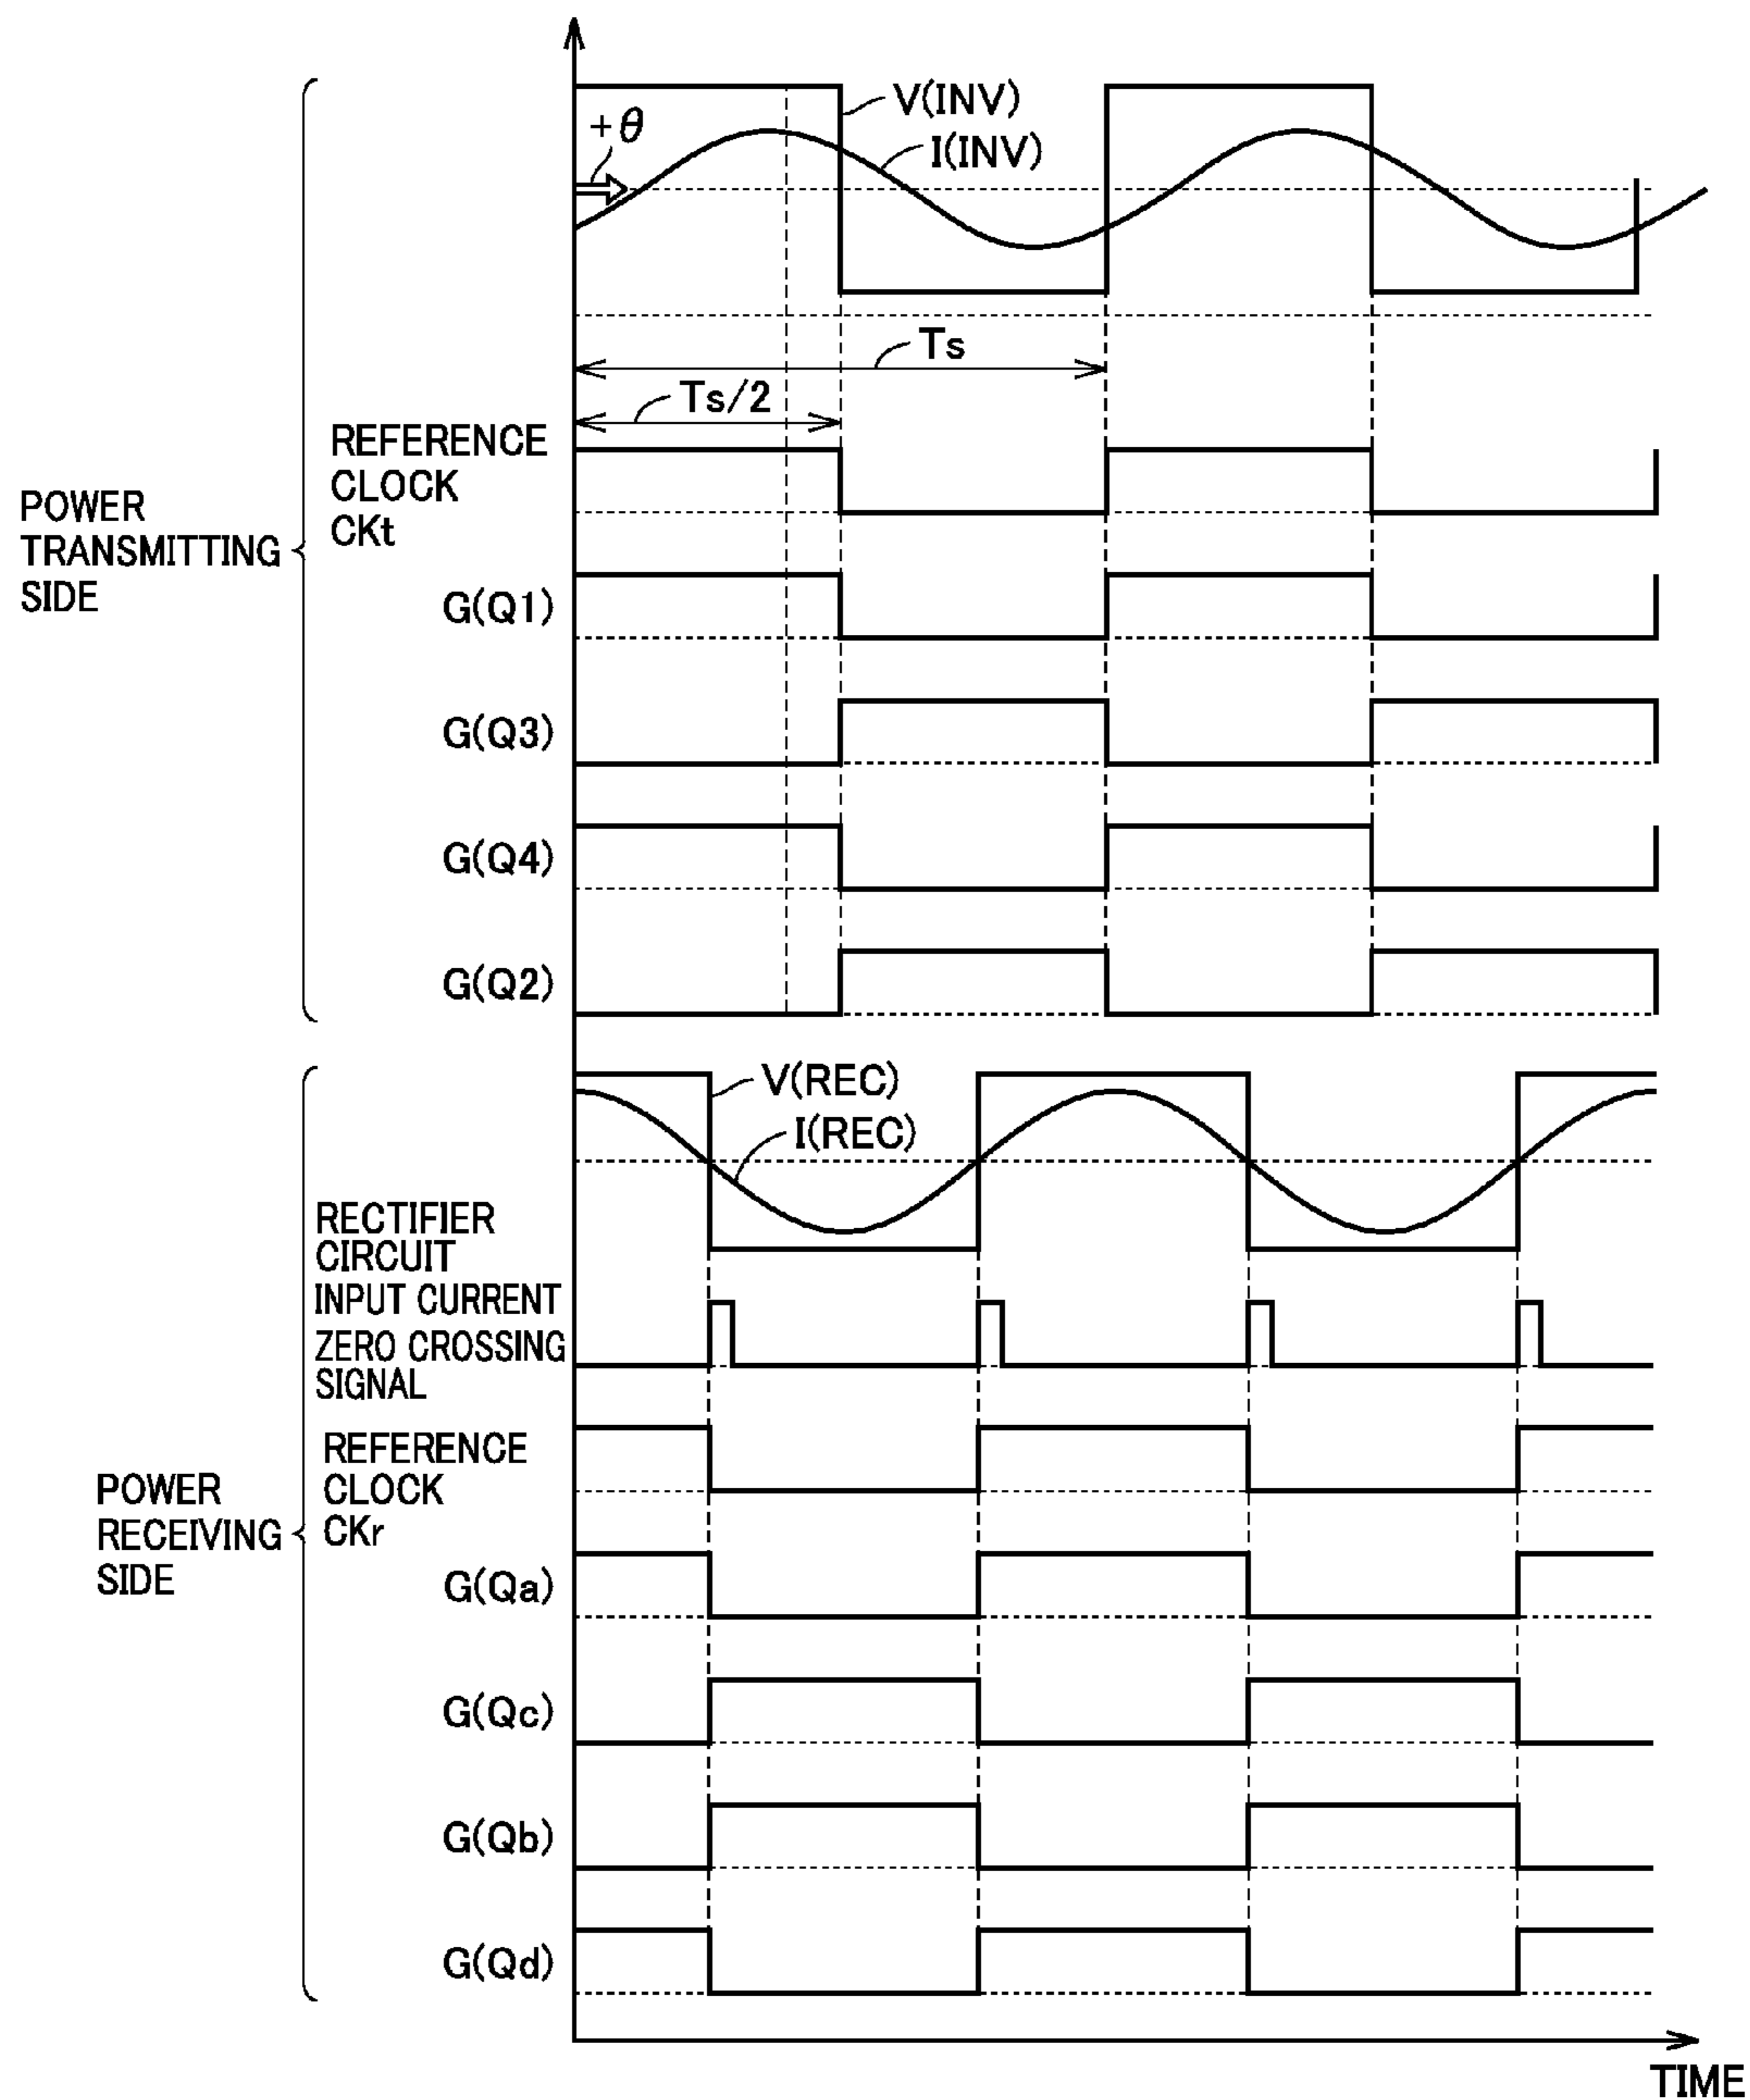 V(INV)
+θ
I(INV)
Ts
Ts/2
REFERENCE
CLOCK
CKt
POWER
TRANSMITTING
SIDE
G(Q1)
G(Q3)
G(Q4)
G(Q2)
V(REC)
I(REC)
RECTIFIER
CIRCUIT
INPUT CURRENT
ZERO CROSSING
SIGNAL
REFERENCE
CLOCK
CKr
POWER
RECEIVING
SIDE
G(Qa)
G(Qc)
G(Qb)
G(Qd)
TIME